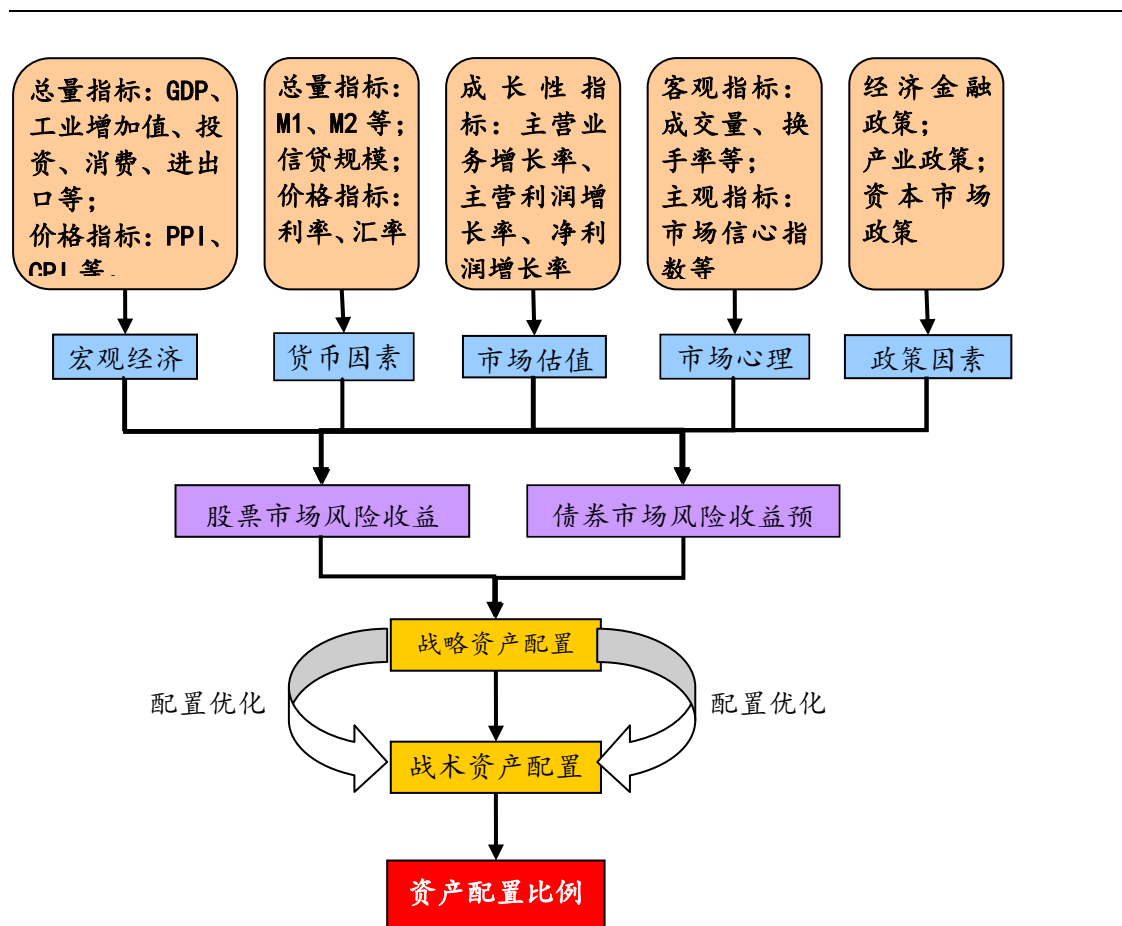 总量指标：GDP、
工业增加值、投
资、消费、进出
口等；
价格指标：PPI、
CPI 等，
总量指标：
M1、M2 等；
信贷规模；
价格指标：
利率、汇率
成长性指
标：主营业
务增长率、
主营利润增
长率、净利
润增长率
客观指标：
成交量、换
手率等；
主观指标：
市场信心指
数等
经济金融
政策；
产业政策；
资本市场
政策
宏观经济
货币因素
市场估值
市场心理
政策因素
股票市场风险收益
债券市场风险收益预
战略资产配置
配置优化
配置优化
战术资产配置
资产配置比例